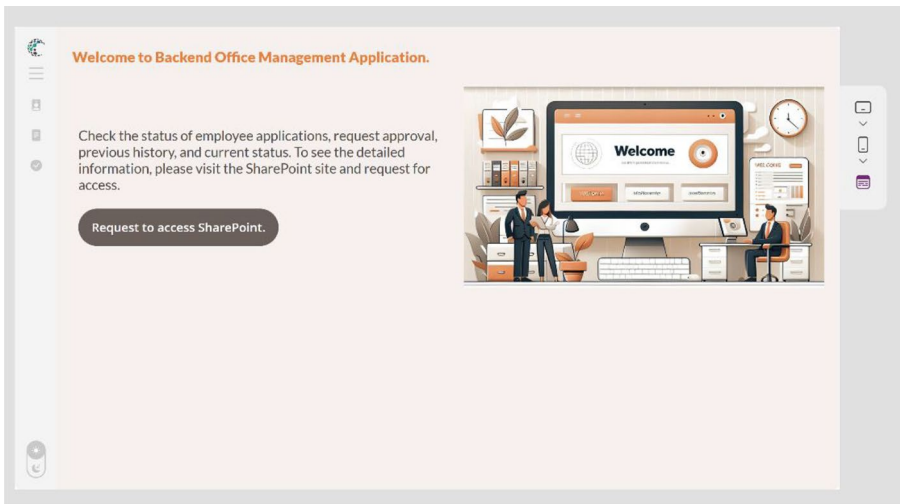 Welcome to Backend Office Management Application.
Check the status of employee applications, request approval,
previous history, and current status. To see the detailed
information, please visit the SharePoint site and request for
access.
Request to access SharePoint.
Welcome
WELCOME